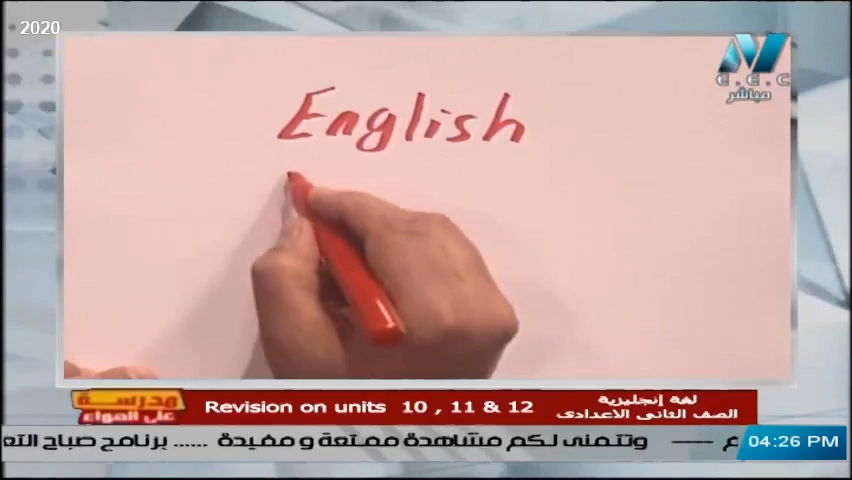 2020
E.E.C
مباشر
English
مدرسة
على الهواء
Revision on units 10 , 11 & 12
لغة إنجليزية
الصف الثانى الاعدادى
وتتمنى لكم مشاهدة ممتعة و مفيدة ...... برنامج صباح
04:26 PM